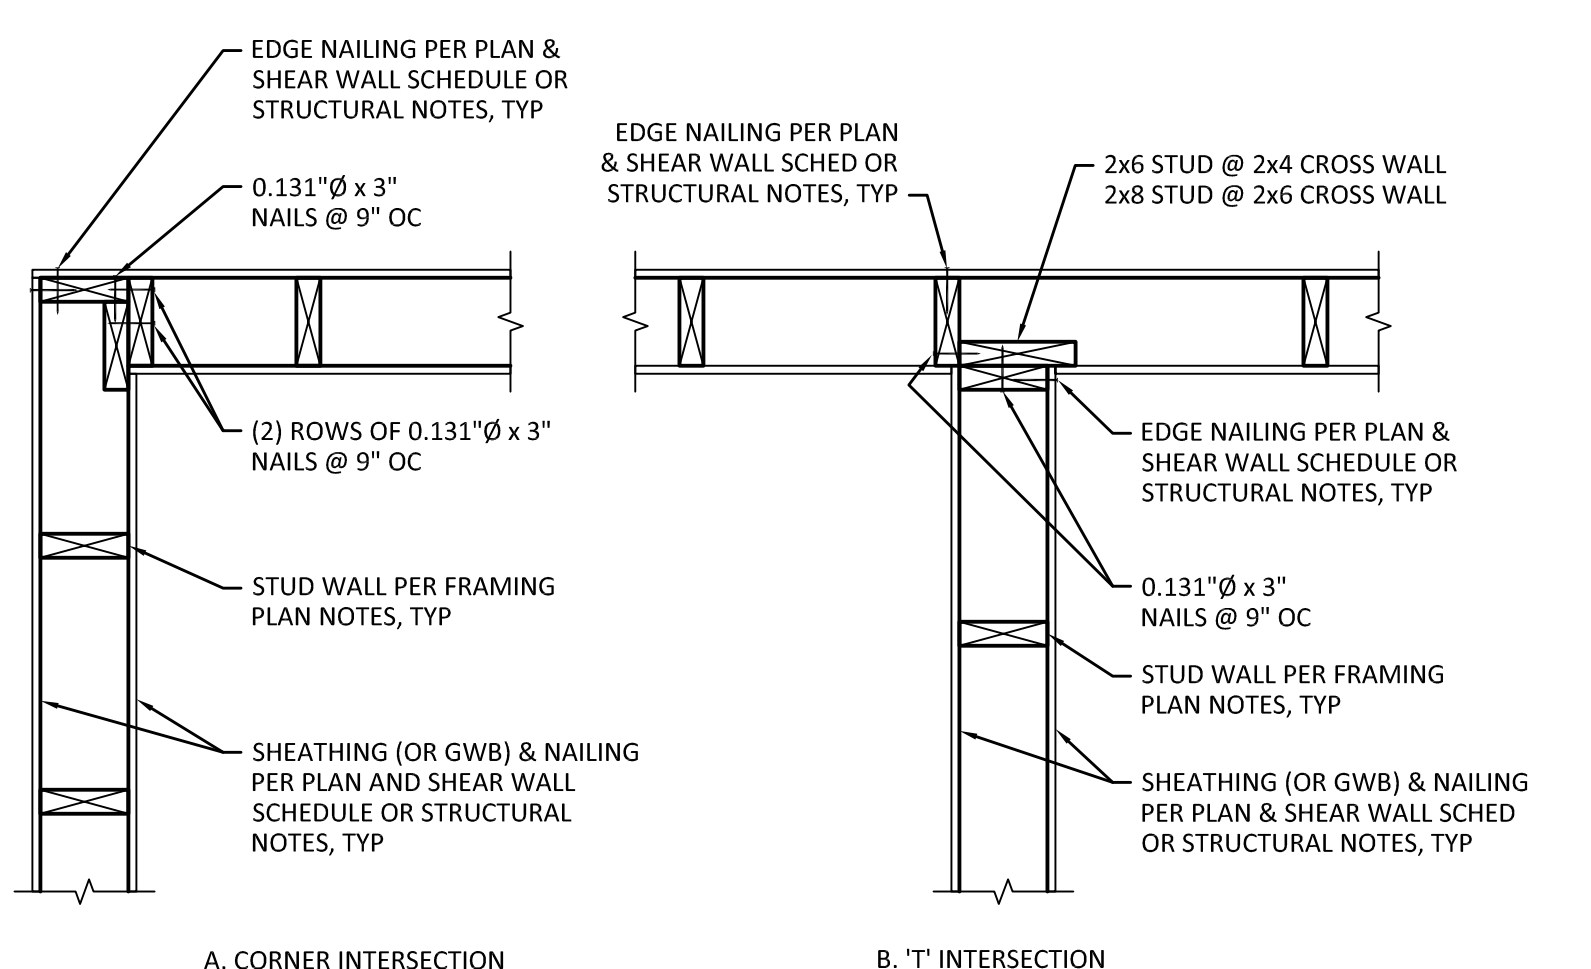 EDGE NAILING PER PLAN &
SHEAR WALL SCHEDULE OR
STRUCTURAL NOTES, TYP
0.131"Ø x 3"
NAILS @ 9" OC
(2) ROWS OF 0.131"Ø x 3"
NAILS @ 9" OC
STUD WALL PER FRAMING
PLAN NOTES, TYP
SHEATHING (OR GWB) & NAILING
PER PLAN AND SHEAR WALL
SCHEDULE OR STRUCTURAL
NOTES, TYP
A. CORNER INTERSECTION
EDGE NAILING PER PLAN
& SHEAR WALL SCHED OR
STRUCTURAL NOTES, TYP
2x6 STUD @ 2x4 CROSS WALL
2x8 STUD @ 2x6 CROSS WALL
EDGE NAILING PER PLAN &
SHEAR WALL SCHEDULE OR
STRUCTURAL NOTES, TYP
0.131"Ø x 3"
NAILS @ 9" OC
STUD WALL PER FRAMING
PLAN NOTES, TYP
SHEATHING (OR GWB) & NAILING
PER PLAN & SHEAR WALL SCHED
OR STRUCTURAL NOTES, TYP
B. 'T' INTERSECTION